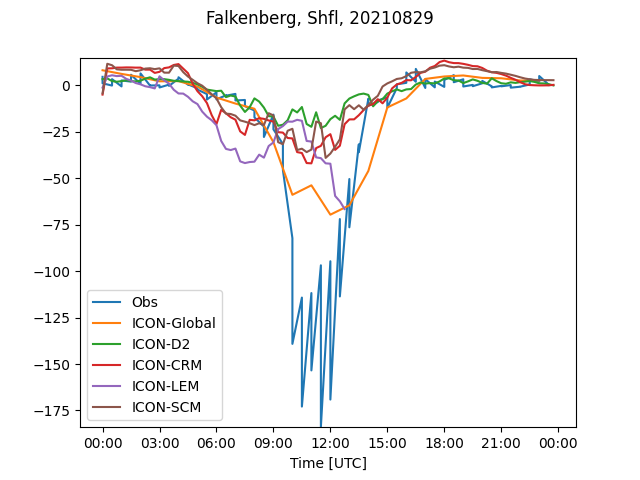 Falkenberg, Shfl, 20210829
0
−25
−50
−75
−100
−125
−150
−175
Obs
ICON-Global
ICON-D2
ICON-CRM
ICON-LEM
ICON-SCM
00:00 03:00 06:00 09:00 12:00 15:00 18:00 21:00 00:00
Time [UTC]